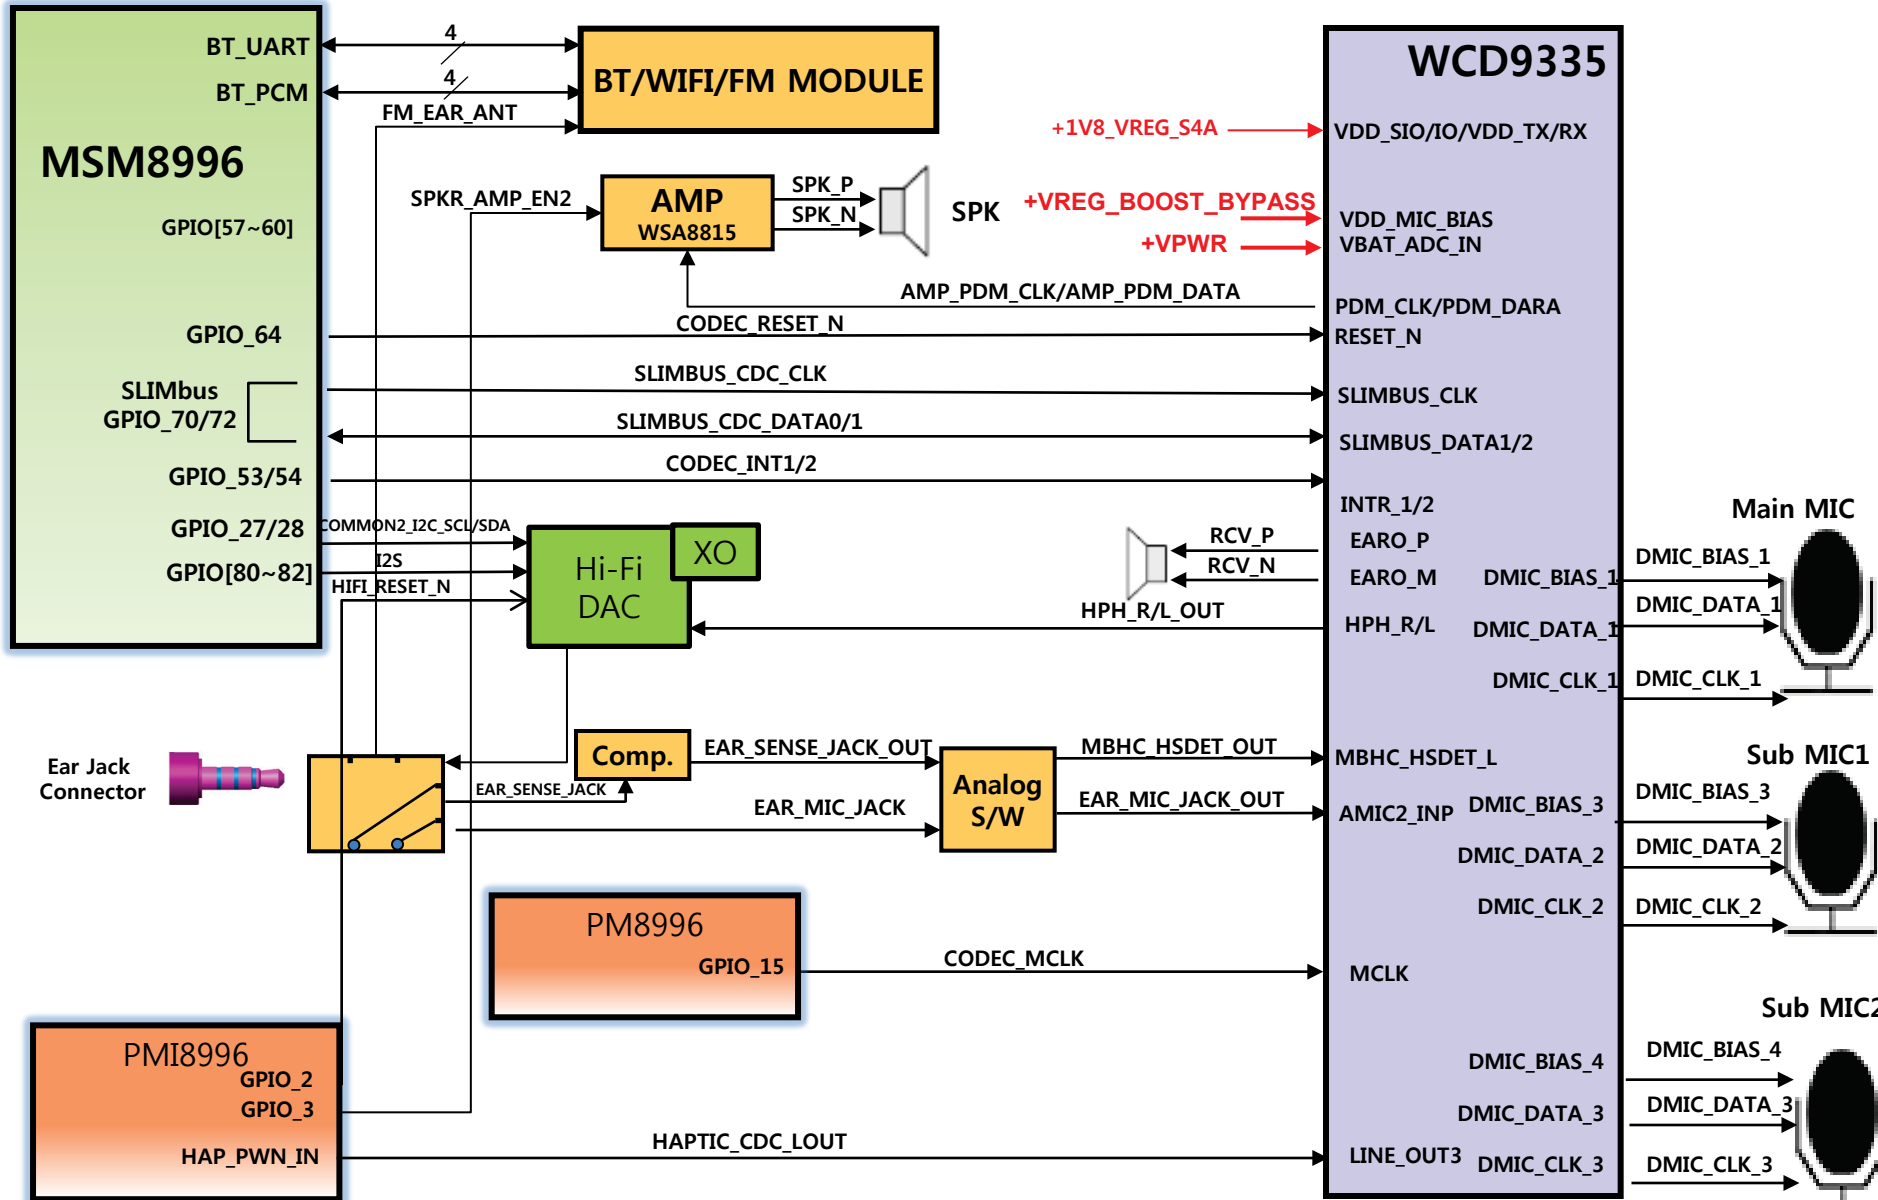 MSM8996
BT_UART
BT_PCM
GPIO[57~60]
GPIO_64
SLIMbus
GPIO_70/72
GPIO_53/54
GPIO_27/28
GPIO[80~82]
4
4
FM_EAR_ANT
BT/WIFI/FM MODULE
SPKR_AMP_EN2
AMP
WSA8815
SPK_P
SPK_N
SPK
AMP_PDM_CLK/AMP_PDM_DATA
CODEC_RESET_N
SLIMBUS_CDC_CLK
SLIMBUS_CDC_DATA0/1
CODEC_INT1/2
COMMON2_I2C_SCL/SDA
I2S
HIFI_RESET_N
Hi-Fi
DAC
XO
RCV_P
RCV_N
HPH_R/L_OUT
+1V8_VREG_S4A
+VREG_BOOST_BYPASS
+VPWR
WCD9335
VDD_SIO/IO/VDD_TX/RX
VDD_MIC_BIAS
VBAT_ADC_IN
PDM_CLK/PDM_DARA
RESET_N
SLIMBUS_CLK
SLIMBUS_DATA1/2
INTR_1/2
EARO_P
EARO_M
HPH_R/L
MBHC_HSDET_L
AMIC2_INP
MCLK
LINE_OUT3
DMIC_BIAS_1
DMIC_DATA_1
DMIC_CLK_1
DMIC_BIAS_3
DMIC_DATA_2
DMIC_CLK_2
DMIC_BIAS_4
DMIC_DATA_3
DMIC_CLK_3
Main MIC
DMIC_BIAS_1
DMIC_DATA_1
DMIC_CLK_1
Sub MIC1
DMIC_BIAS_3
DMIC_DATA_2
DMIC_CLK_2
Sub MIC2
DMIC_BIAS_4
DMIC_DATA_3
DMIC_CLK_3
Ear Jack
Connector
Comp.
EAR_SENSE_JACK_OUT
EAR_SENSE_JACK
EAR_MIC_JACK
Analog
S/W
MBHC_HSDET_OUT
EAR_MIC_JACK_OUT
PM8996
GPIO_15
CODEC_MCLK
PMI8996
GPIO_2
GPIO_3
HAP_PWN_IN
HAPTIC_CDC_LOUT